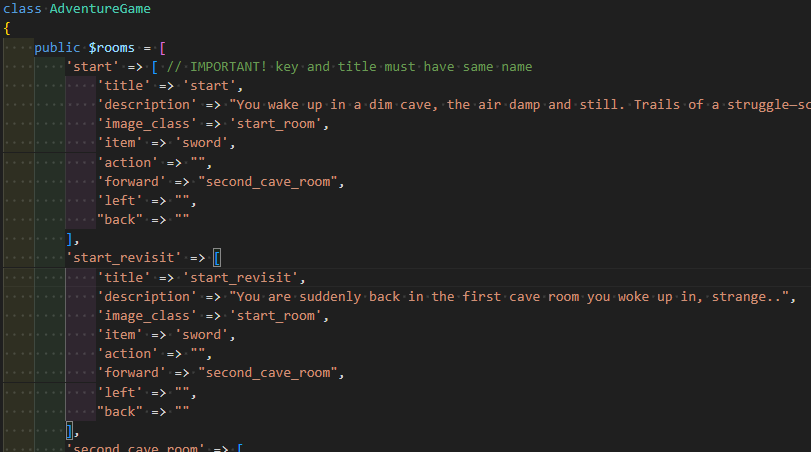 class AdventureGame
{
public $rooms = [
'start' => [ // IMPORTANT! key and title must have same name
'title' => 'start',
'description' => "You wake up in a dim cave, the air damp and still. Trails of a struggle—sc
'image_class' => 'start_room',
'item' => 'sword',
'action' => "",
'forward' => "second_cave_room",
'left' => "",
"back" => ""
],
'start_revisit' => [
'title' => 'start_revisit',
'description' => "You are suddenly back in the first cave room you woke up in, strange..",
'image_class' => 'start_room',
'item' => 'sword',
'action' => "",
'forward' => "second_cave_room",
'left' => "",
"back" => ""
],
'second_cave_room' => [